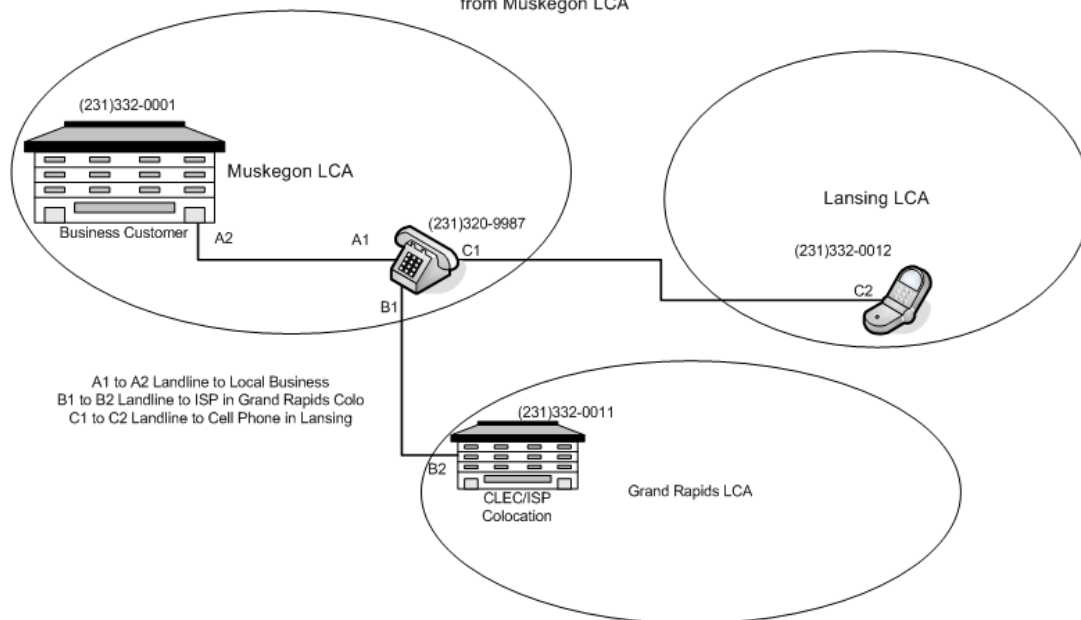 from Muskegon LCA
(231)332-0001
Muskegon LCA
Business Customer
A2
A1
(231)320-9987
C1
B1
Lansing LCA
(231)332-0012
C2
A1 to A2 Landline to Local Business
B1 to B2 Landline to ISP in Grand Rapids Colo
C1 to C2 Landline to Cell Phone in Lansing
(231)332-0011
B2
CLEC/ISP
Colocation
Grand Rapids LCA